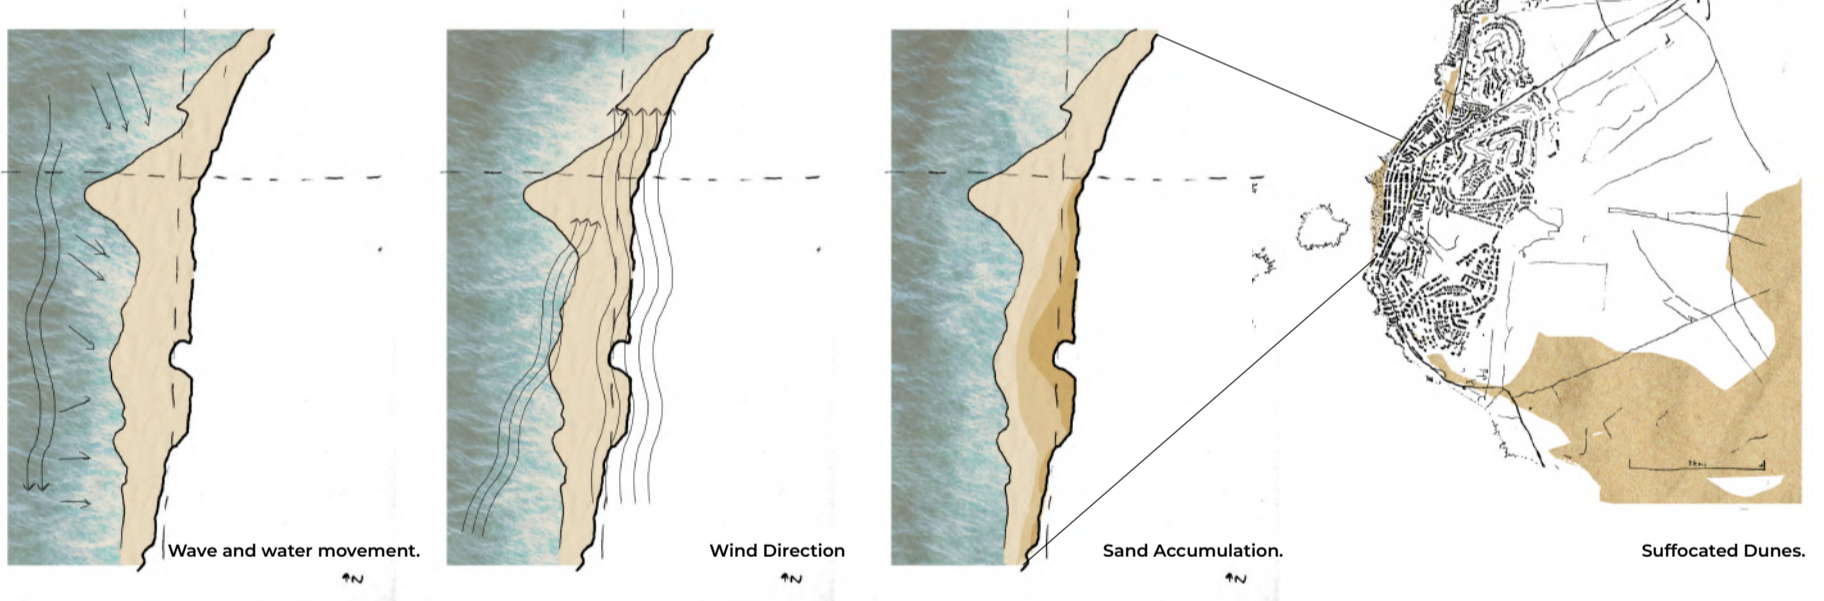 Wave and water movement.
N
Wind Direction
N
Sand Accumulation.
N
Suffocated Dunes.